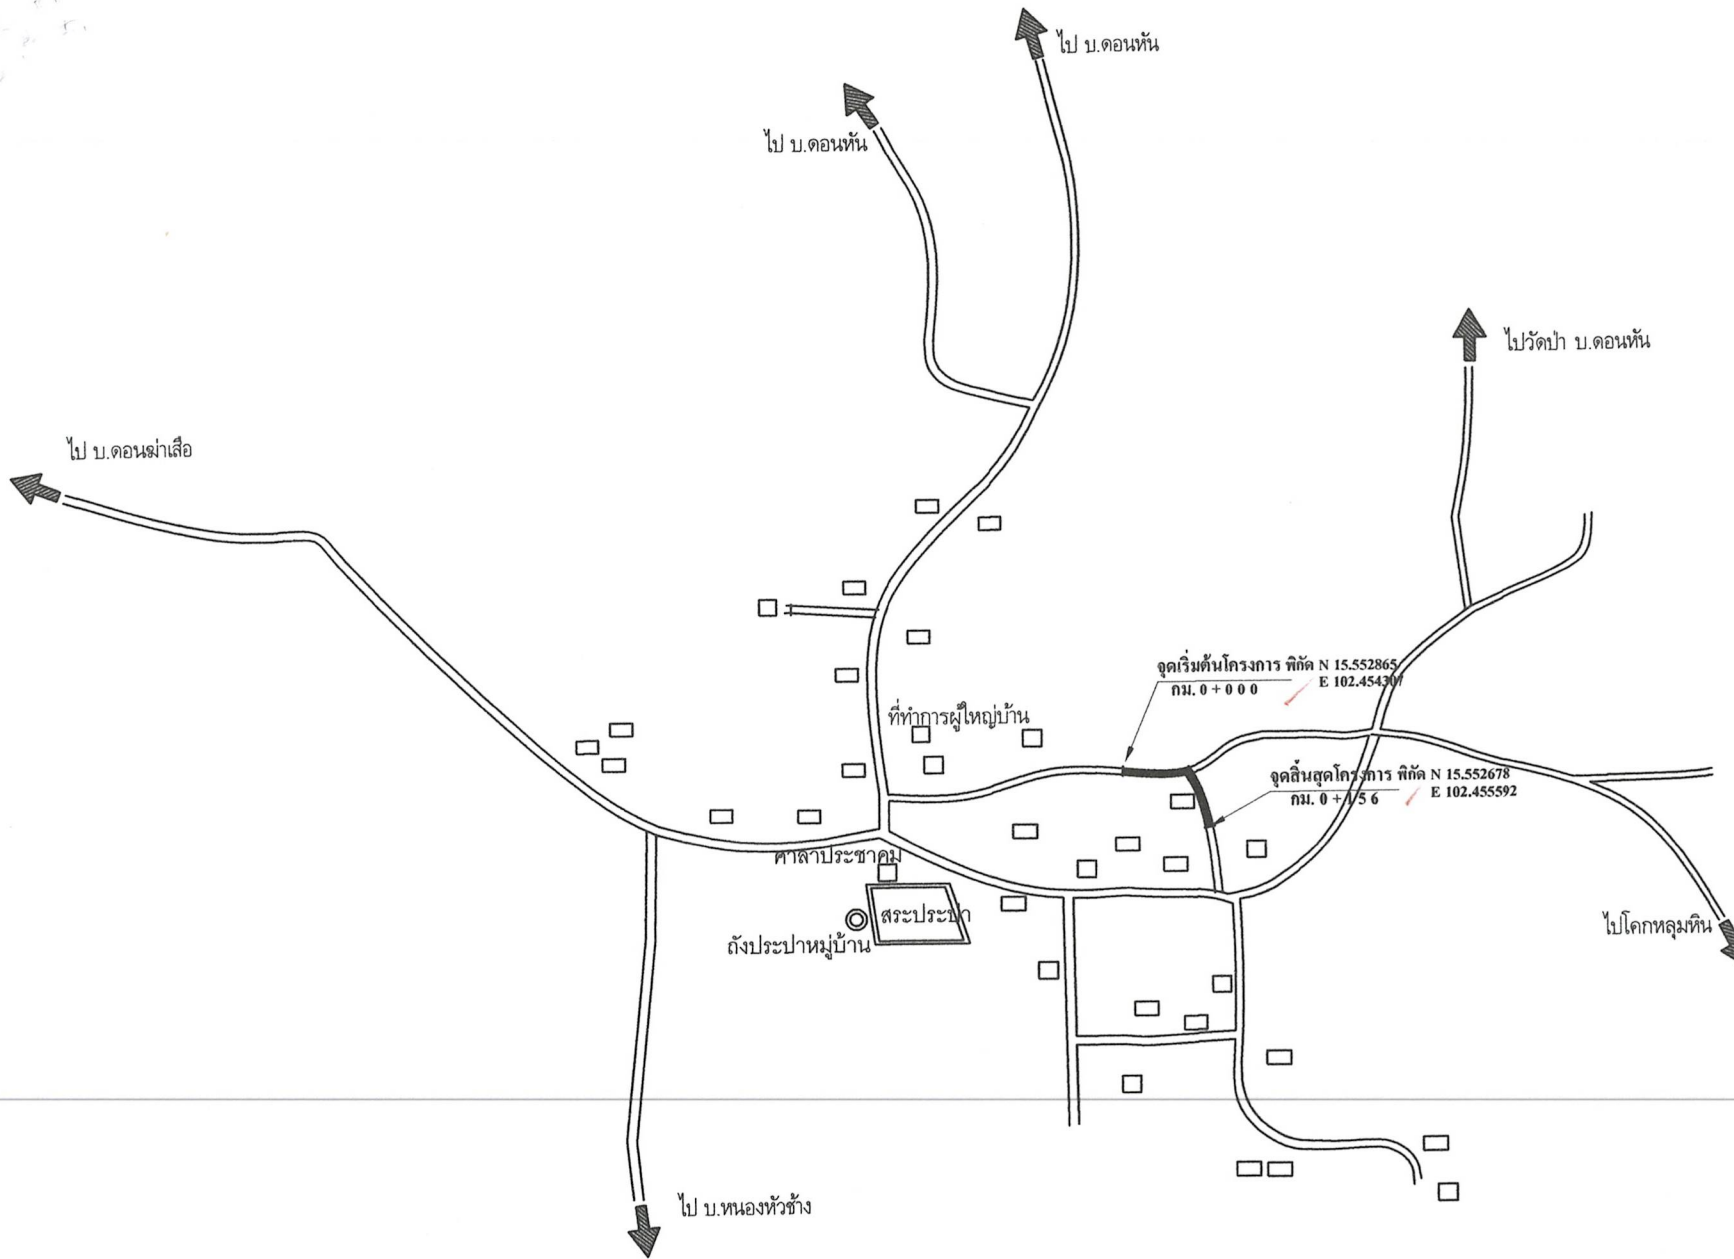 ไป บ.ดอนหัน
ไป บ.ดอนหัน
ไปวัดป่า บ.ดอนหัน
ไป บ.ดอนฆ่าเสือ
จุดเริ่มต้นโครงการ พิกัด N 15.552865
กม. 0 + 0 0 0 E 102.454307
ที่ทำการผู้ใหญ่บ้าน
จุดสิ้นสุดโครงการ พิกัด N 15.552678
กม. 0 + 1 5 6 E 102.455592
ศาลาประชาคม
สระประปา
ถังประปาหมู่บ้าน
ไปโคกหลุมหิน
ไป บ.หนองหัวช้าง